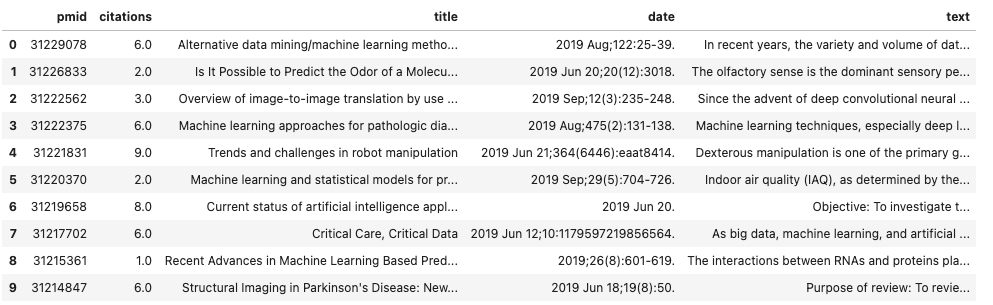 pmid citations title date text
0 31229078 6.0 Alternative data mining/machine learning metho... 2019 Aug;122:25-39. In recent years, the variety and volume of dat...
1 31226833 2.0 Is It Possible to Predict the Odor of a Molecu... 2019 Jun 20;20(12):3018. The olfactory sense is the dominant sensory pe...
2 31222562 3.0 Overview of image-to-image translation by use ... 2019 Sep;12(3):235-248. Since the advent of deep convolutional neural ...
3 31222375 6.0 Machine learning approaches for pathologic dia... 2019 Aug;475(2):131-138. Machine learning techniques, especially deep l...
4 31221831 9.0 Trends and challenges in robot manipulation 2019 Jun 21;364(6446):eaat8414. Dexterous manipulation is one of the primary g...
5 31220370 2.0 Machine learning and statistical models for pr... 2019 Sep;29(5):704-726. Indoor air quality (IAQ), as determined by the...
6 31219658 8.0 Current status of artificial intelligence appl... 2019 Jun 20. Objective: To investigate t...
7 31217702 6.0 Critical Care, Critical Data 2019 Jun 12;10:1179597219856564. As big data, machine learning, and artificial ...
8 31215361 1.0 Recent Advances in Machine Learning Based Pred... 2019;26(8):601-619. The interactions between RNAs and proteins pla...
9 31214847 6.0 Structural Imaging in Parkinson's Disease: New... 2019 Jun 18;19(8):50. Purpose of review: To revie...